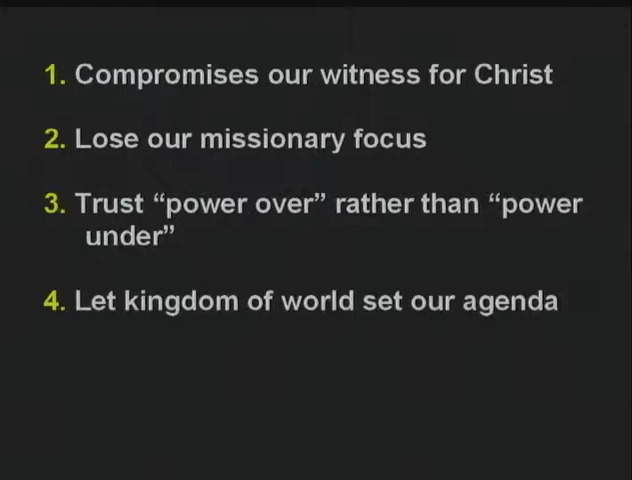 1. Compromises our witness for Christ
2. Lose our missionary focus
3. Trust “power over” rather than “power
under”
4. Let kingdom of world set our agenda